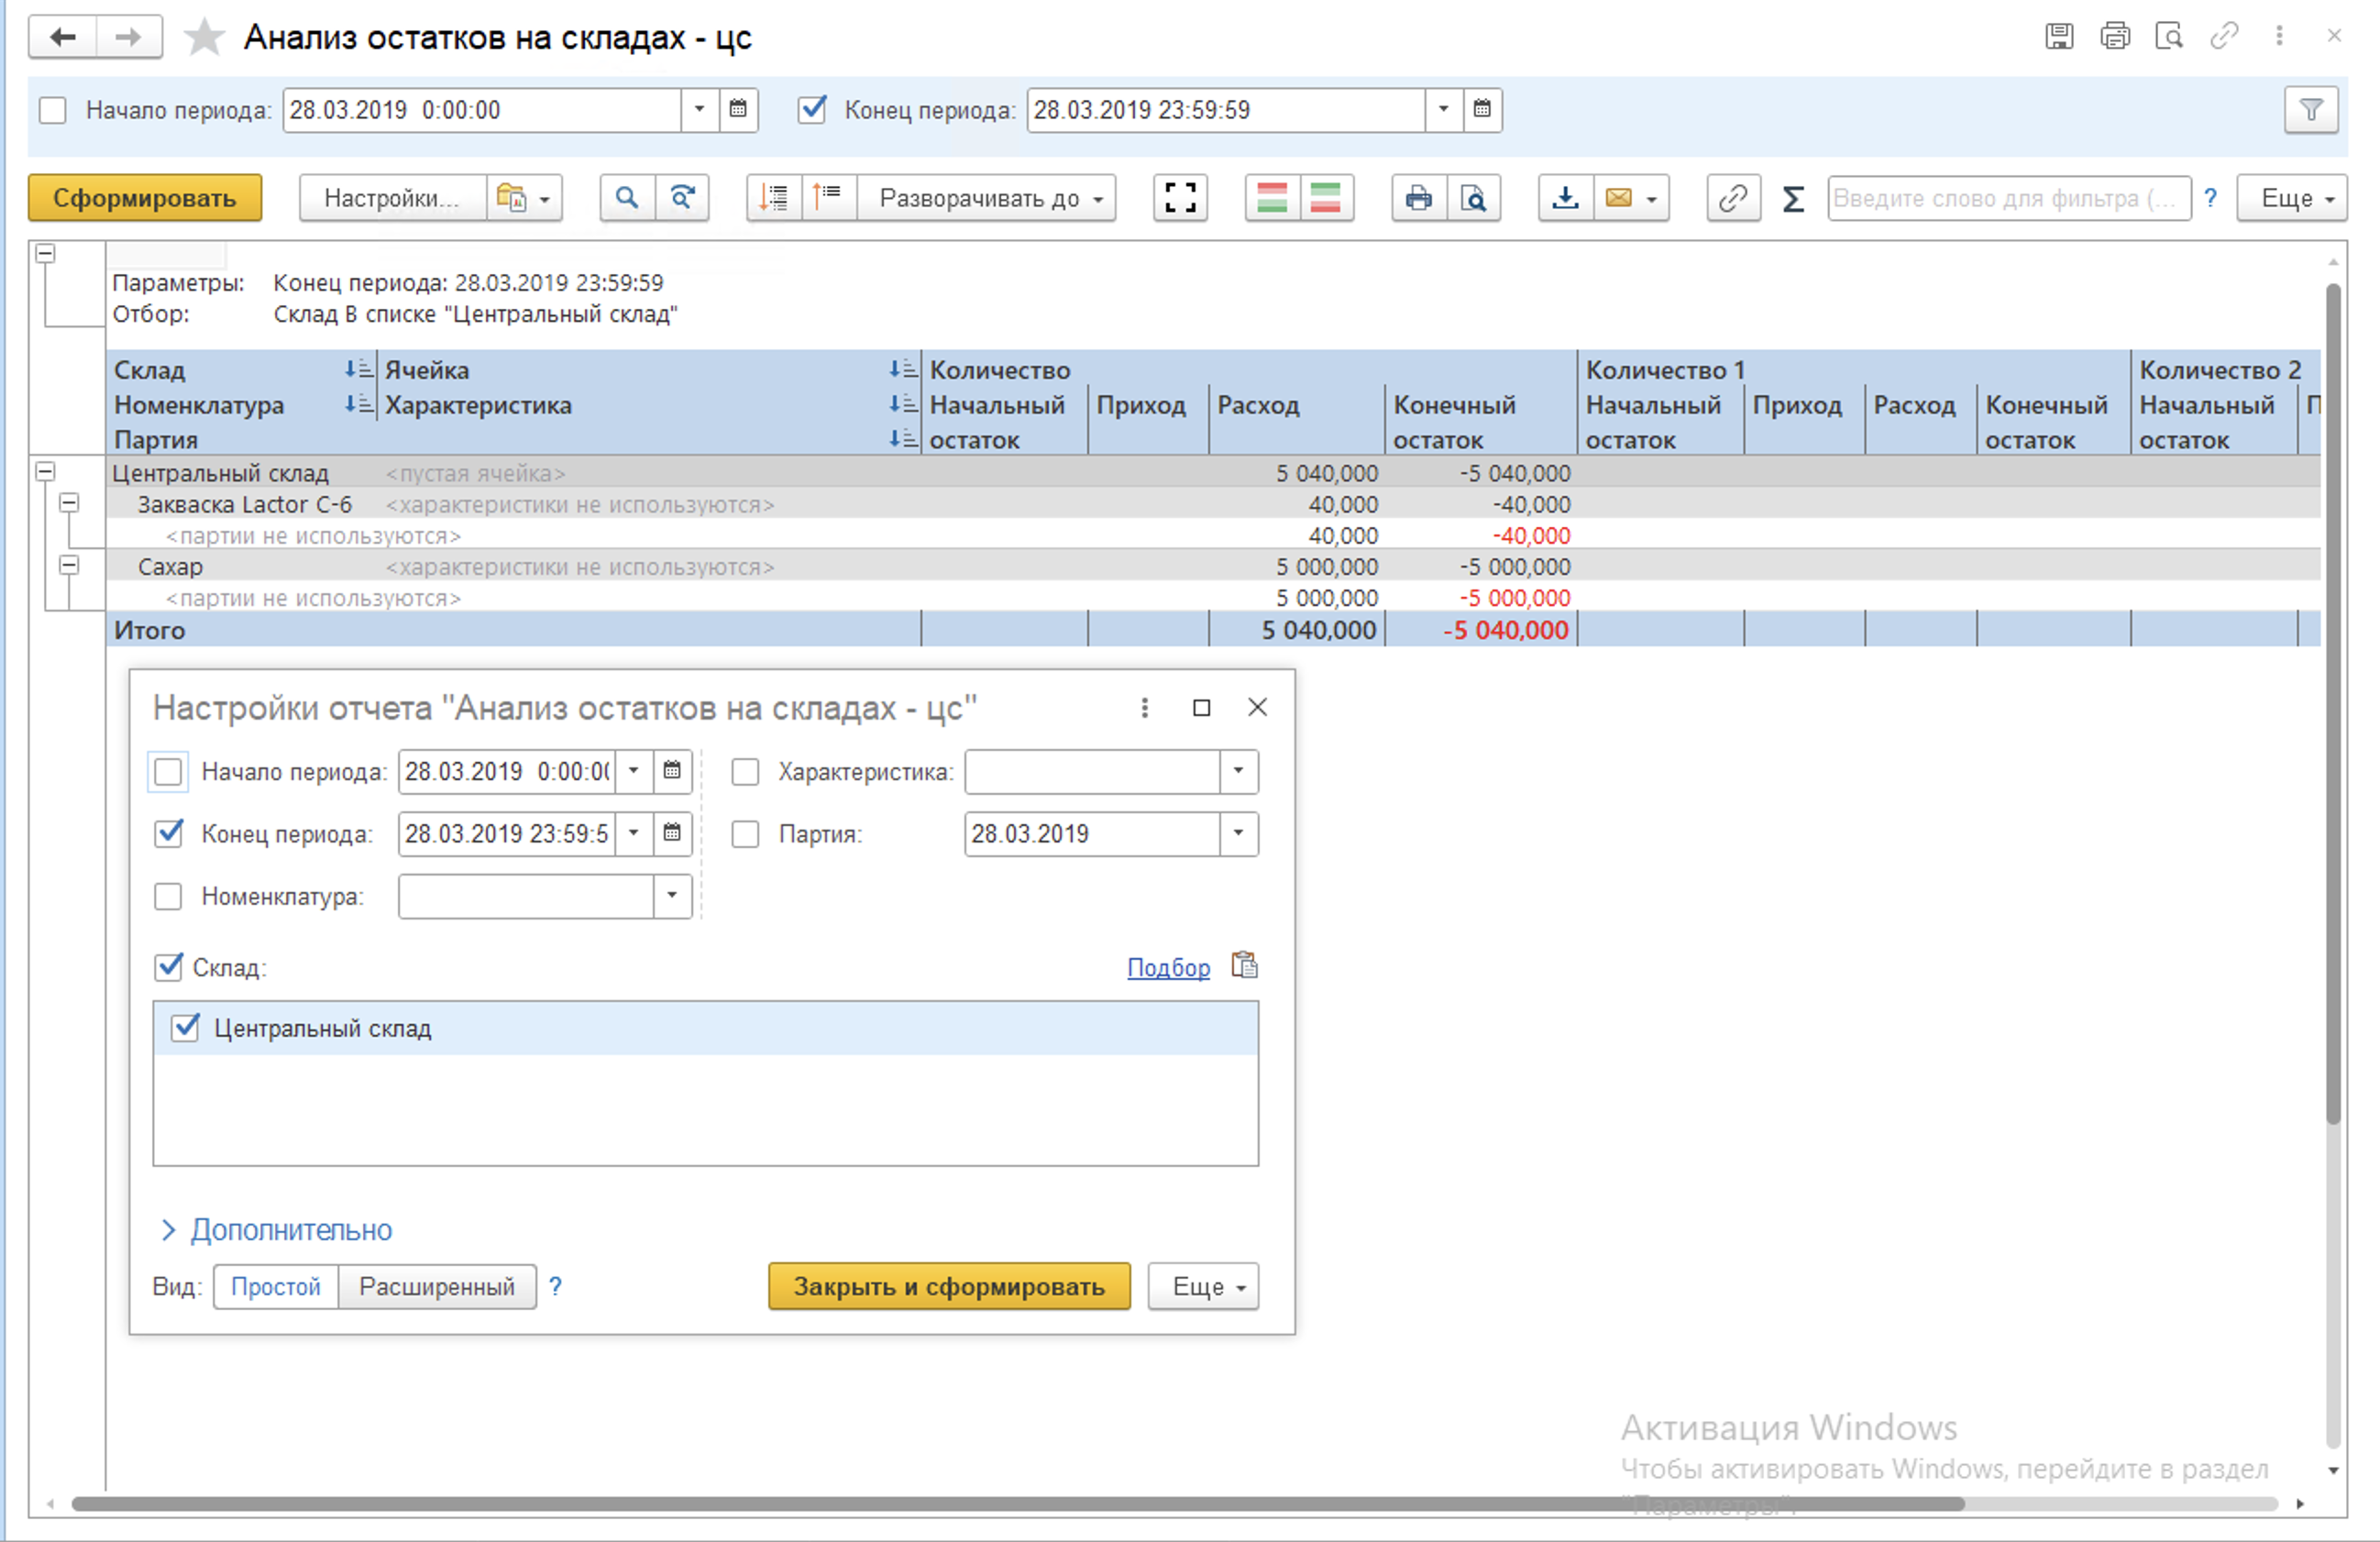 Анализ остатков на складах - цс
Начало периода: 28.03.2019 0:00:00 Конец периода: 28.03.2019 23:59:59
Сформировать Настройки... Разворачивать до Σ Введите слово для фильтра (... ? Еще
Параметры: Конец периода: 28.03.2019 23:59:59
Отбор: Склад В списке "Центральный склад"
Склад Ячейка Количество Количество 1 Количество 2
Номенклатура Характеристика Начальный Приход Расход Конечный Начальный Приход Расход Конечный Начальный П
Партия остаток остаток остаток остаток остаток
Центральный склад <пустая ячейка> 5 040,000 -5 040,000
Закваска Lactor C-6 <характеристики не используются> 40,000 -40,000
<партии не используются> 40,000 -40,000
Сахар <характеристики не используются> 5 000,000 -5 000,000
<партии не используются> 5 000,000 -5 000,000
Итого 5 040,000 -5 040,000
Настройки отчета "Анализ остатков на складах - цс"
Начало периода: 28.03.2019 0:00:00 Характеристика:
Конец периода: 28.03.2019 23:59:5 Партия: 28.03.2019
Номенклатура:
Склад: Подбор
Центральный склад
Дополнительно
Вид: Простой Расширенный ? Закрыть и сформировать Еще
Активация Windows
Чтобы активировать Windows, перейдите в раздел
"Параметры".